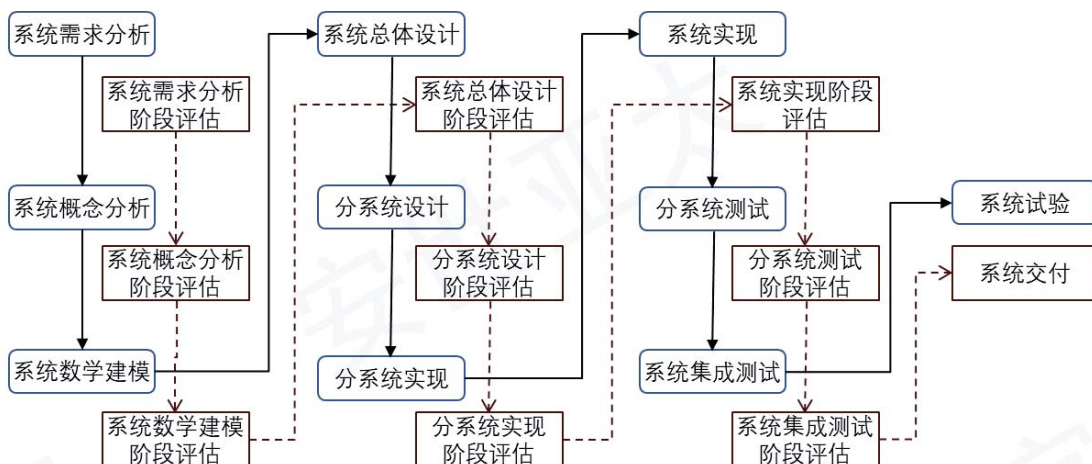 系统需求分析
系统总体设计
系统实现
系统需求分析
阶段评估
系统总体设计
阶段评估
系统实现阶段
评估
系统概念分析
分系统设计
分系统测试
系统试验
系统概念分析
阶段评估
分系统设计
阶段评估
分系统测试
阶段评估
系统交付
系统数学建模
分系统实现
系统集成测试
系统数学建模
阶段评估
分系统实现
阶段评估
系统集成测试
阶段评估
安世亚太
安